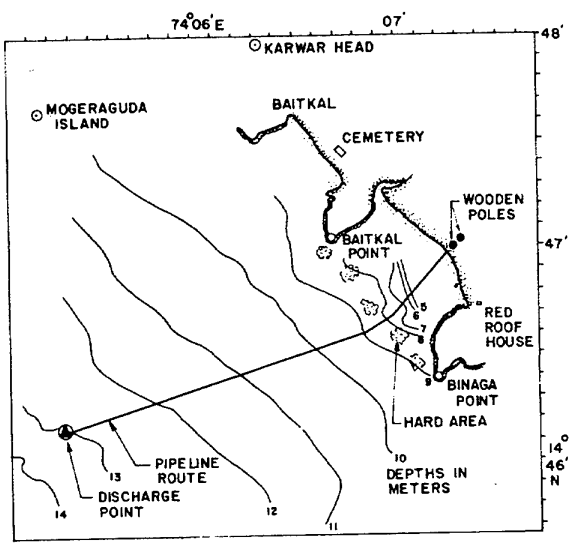 74°06'E
07'
48'
KARWAR HEAD
MOGERAGUDA
ISLAND
BAITKAL
CEMETERY
WOODEN
POLES
47'
BAITKAL
POINT
5
6
7
8
RED
ROOF
HOUSE
9
BINAGA
POINT
HARD AREA
14°
46'
N
10
DEPTHS IN
METERS
PIPELINE
ROUTE
13
DISCHARGE
POINT
14
12
11